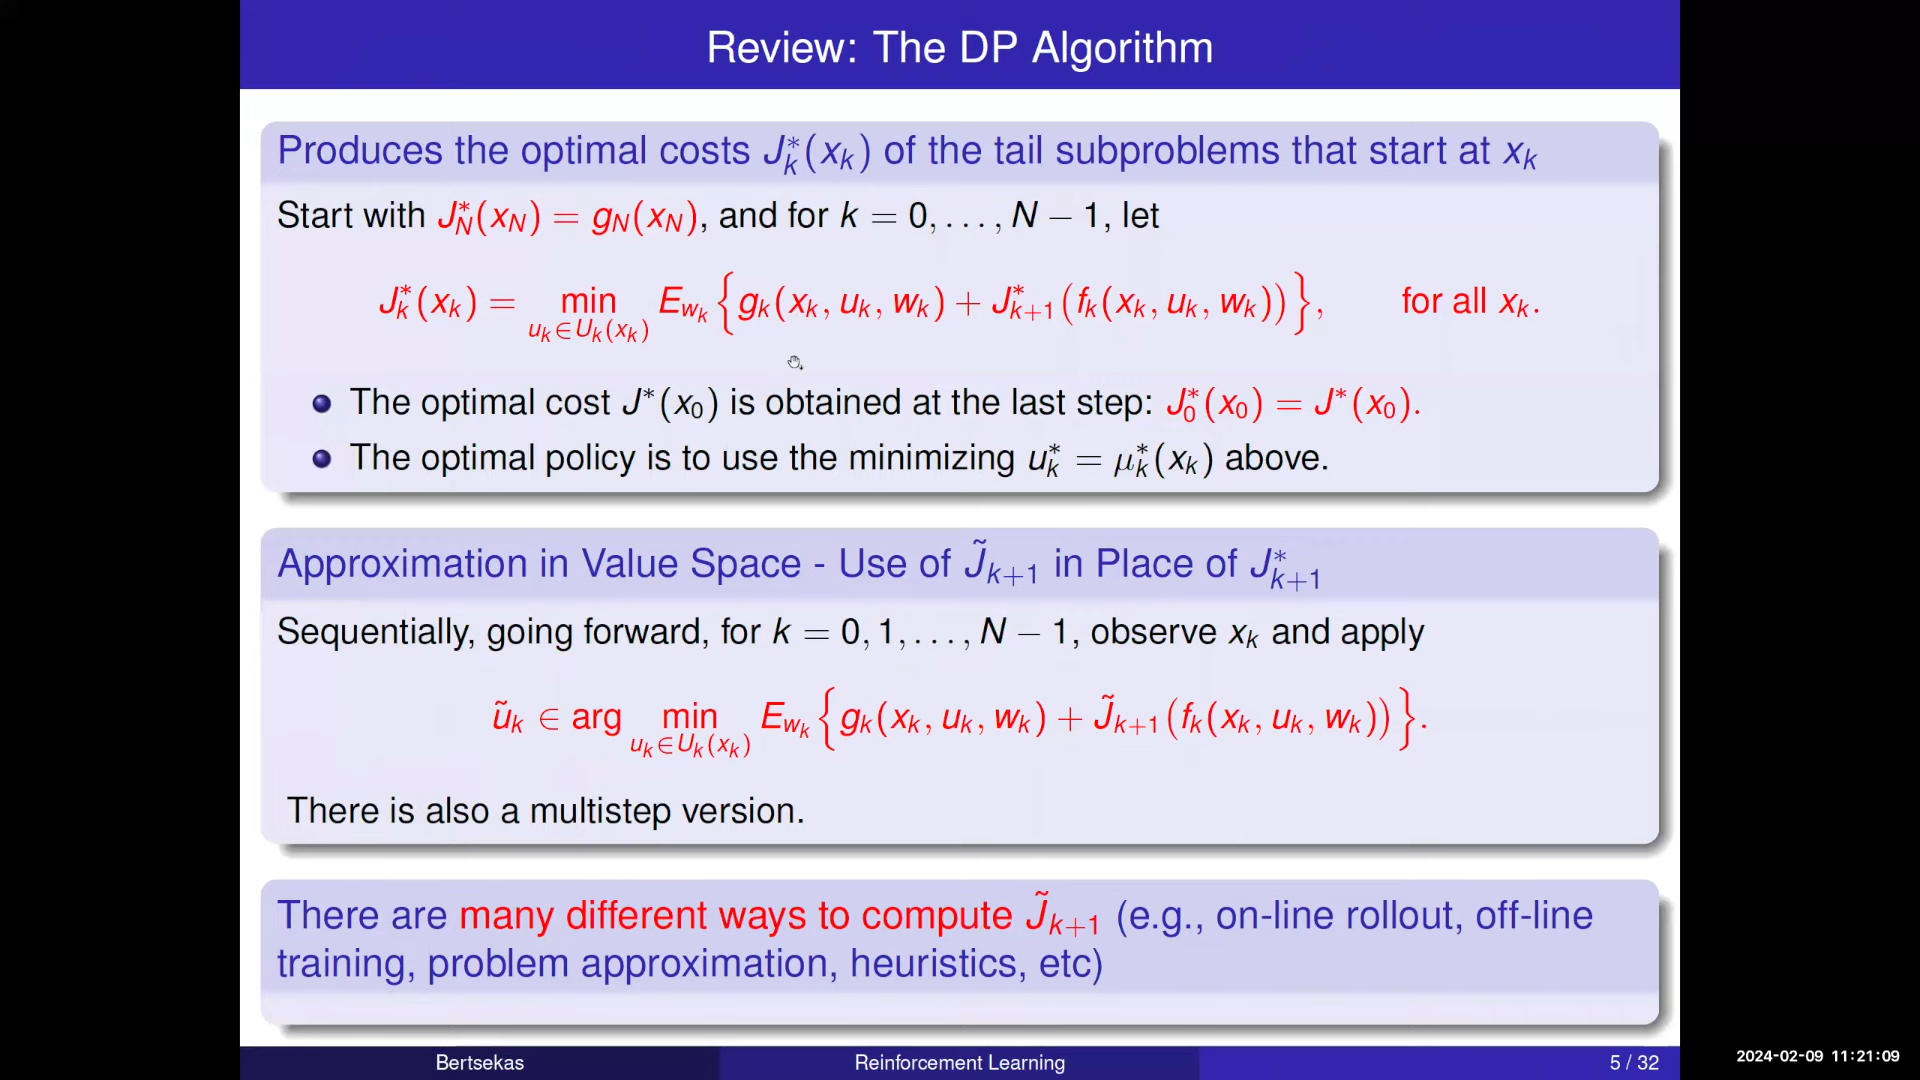 Review: The DP Algorithm
Produces the optimal costs J*_k(x_k) of the tail subproblems that start at x_k
Start with J*_N(x_N) = g_N(x_N), and for k = 0, . . . , N − 1, let
J*_k(x_k) = min_{u_k∈U_k(x_k)} E_{w_k} { g_k(x_k, u_k, w_k) + J*_{k+1}(f_k(x_k, u_k, w_k)) }, for all x_k.
• The optimal cost J*(x_0) is obtained at the last step: J*_0(x_0) = J*(x_0).
• The optimal policy is to use the minimizing u*_k = μ*_k(x_k) above.
Approximation in Value Space - Use of J̃_{k+1} in Place of J*_{k+1}
Sequentially, going forward, for k = 0, 1, . . . , N − 1, observe x_k and apply
ũ_k ∈ arg min_{u_k∈U_k(x_k)} E_{w_k} { g_k(x_k, u_k, w_k) + J̃_{k+1}(f_k(x_k, u_k, w_k)) }.
There is also a multistep version.
There are many different ways to compute J̃_{k+1} (e.g., on-line rollout, off-line
training, problem approximation, heuristics, etc)
Bertsekas
Reinforcement Learning
5 / 32
2024-02-09 11:21:09